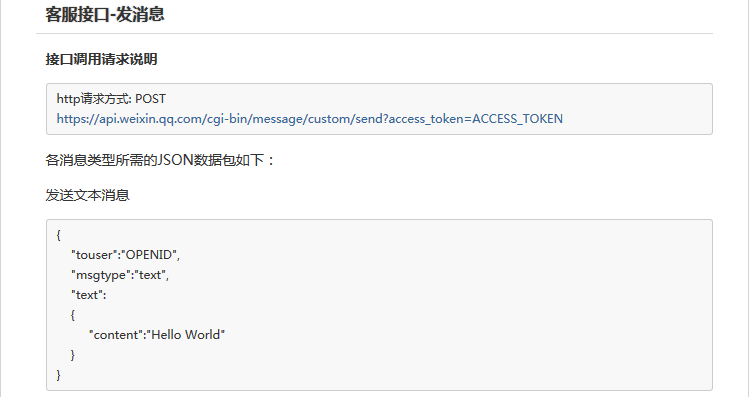 客服接口-发消息
接口调用请求说明
http请求方式: POST
https://api.weixin.qq.com/cgi-bin/message/custom/send?access_token=ACCESS_TOKEN
各消息类型所需的JSON数据包如下：
发送文本消息
{
"touser":"OPENID",
"msgtype":"text",
"text":
{
"content":"Hello World"
}
}